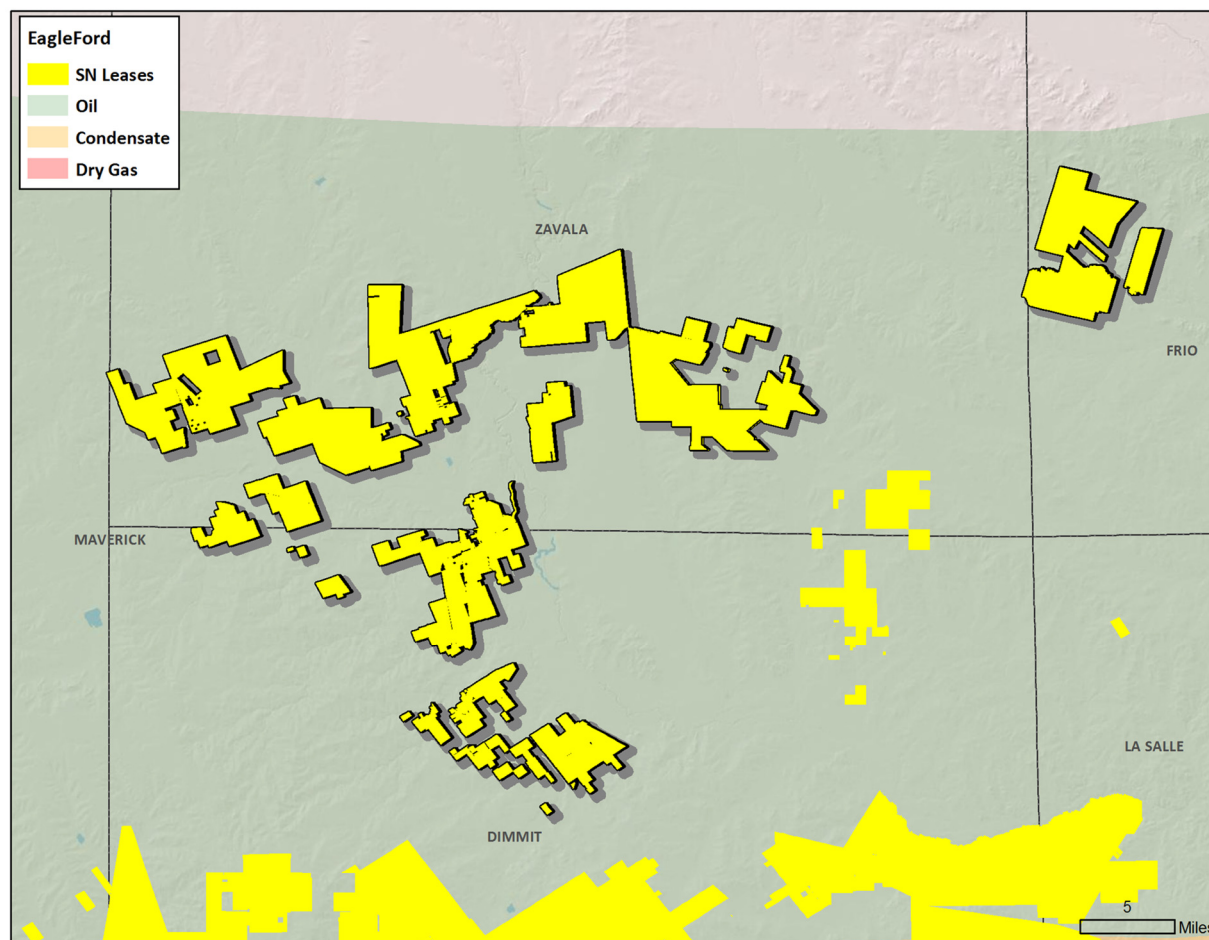 EagleFord
SN Leases
Oil
Condensate
Dry Gas
ZAVALA
FRIO
MAVERICK
LA SALLE
DIMMIT
5
Miles